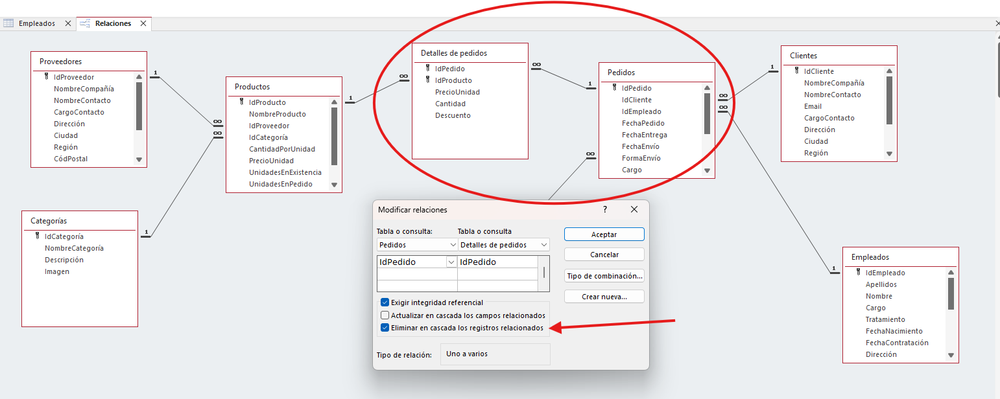 Empleados
Relaciones
Proveedores
IdProveedor
NombreCompañía
NombreContacto
CargoContacto
Dirección
Ciudad
Región
CódPostal
1
∞
∞
Productos
IdProducto
NombreProducto
IdProveedor
IdCategoría
CantidadPorUnidad
PrecioUnidad
UnidadesEnExistencia
UnidadesEnPedido
1
∞
Detalles de pedidos
IdPedido
IdProducto
PrecioUnidad
Cantidad
Descuento
∞
1
Pedidos
IdPedido
IdCliente
IdEmpleado
FechaPedido
FechaEntrega
FechaEnvío
FormaEnvío
Cargo
∞
∞
∞
1
Clientes
IdCliente
NombreCompañía
NombreContacto
Email
CargoContacto
Dirección
Ciudad
Región
Categorías
IdCategoría
NombreCategoría
Descripción
Imagen
1
Modificar relaciones
?
Tabla o consulta:
Tabla o consulta
Pedidos
Detalles de pedidos
IdPedido
IdPedido
Exigir integridad referencial
Actualizar en cascada los campos relacionados
Eliminar en cascada los registros relacionados
Tipo de relación:
Uno a varios
Aceptar
Cancelar
Tipo de combinación...
Crear nueva...
1
Empleados
IdEmpleado
Apellidos
Nombre
Cargo
Tratamiento
FechaNacimiento
FechaContratación
Dirección